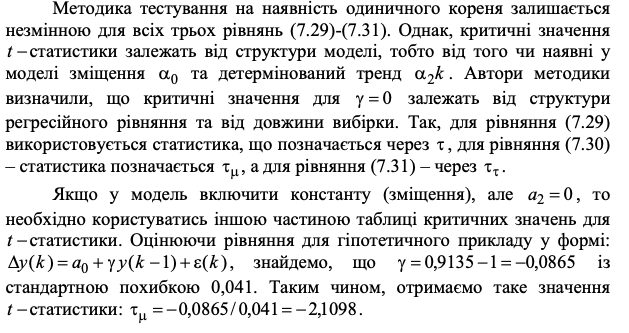 Методика тестування на наявність одиничного кореня залишається
незмінною для всіх трьох рівнянь (7.29)-(7.31). Однак, критичні значення
t – статистики залежать від структури моделі, тобто від того чи наявні у
моделі зміщення α₀ та детермінований тренд α₂k . Автори методики
визначили, що критичні значення для γ = 0 залежать від структури
регресійного рівняння та від довжини вибірки. Так, для рівняння (7.29)
використовується статистика, що позначається через τ , для рівняння (7.30)
– статистика позначається τ_μ , а для рівняння (7.31) – через τ_τ .
Якщо у модель включити константу (зміщення), але a₂ = 0 , то
необхідно користуватись іншою частиною таблиці критичних значень для
t – статистики. Оцінюючи рівняння для гіпотетичного прикладу у формі:
Δy(k) = a₀ + γ y(k − 1) + ε(k), знайдемо, що γ = 0,9135 − 1 = −0,0865 із
стандартною похибкою 0,041. Таким чином, отримаємо таке значення
t – статистики: τ_μ = −0,0865 / 0,041 = −2,1098 .